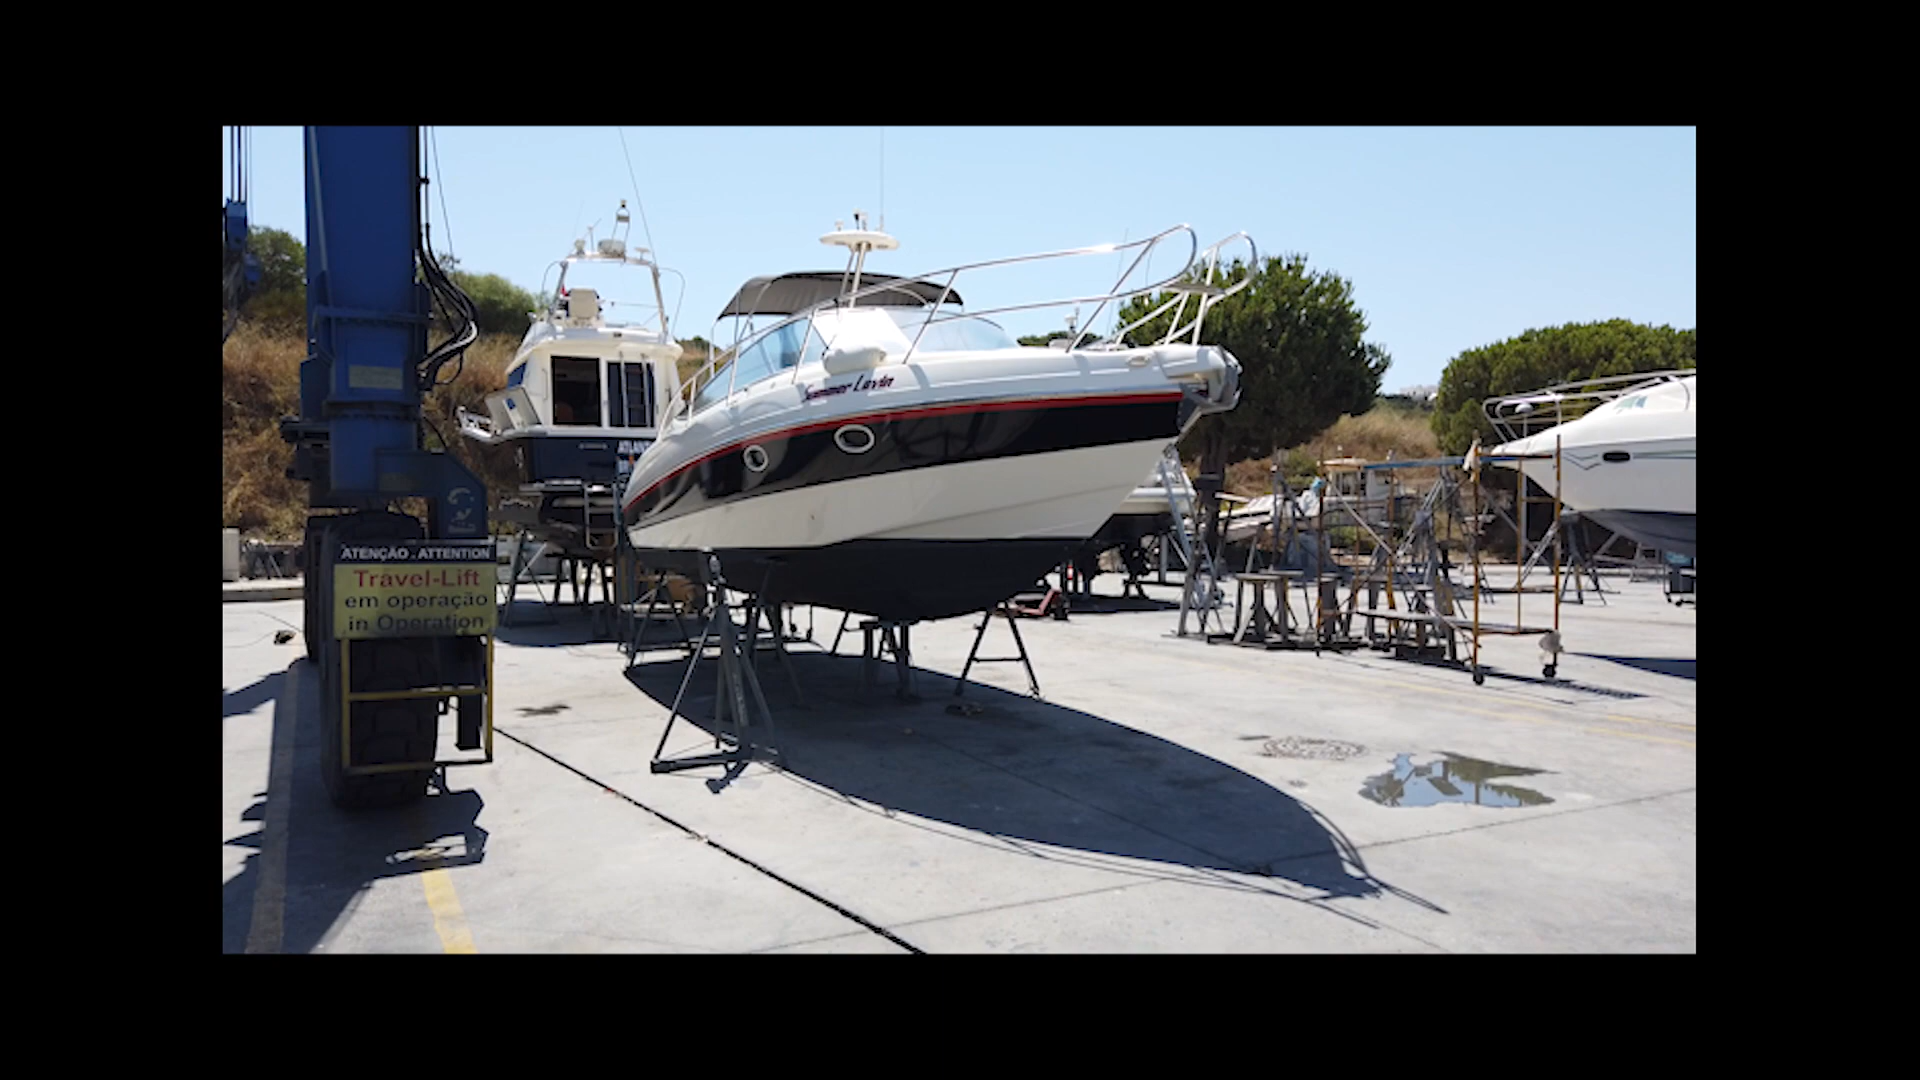 Summer Lovin
ATENÇÃO . ATTENTION
Travel-Lift
em operação
in Operation